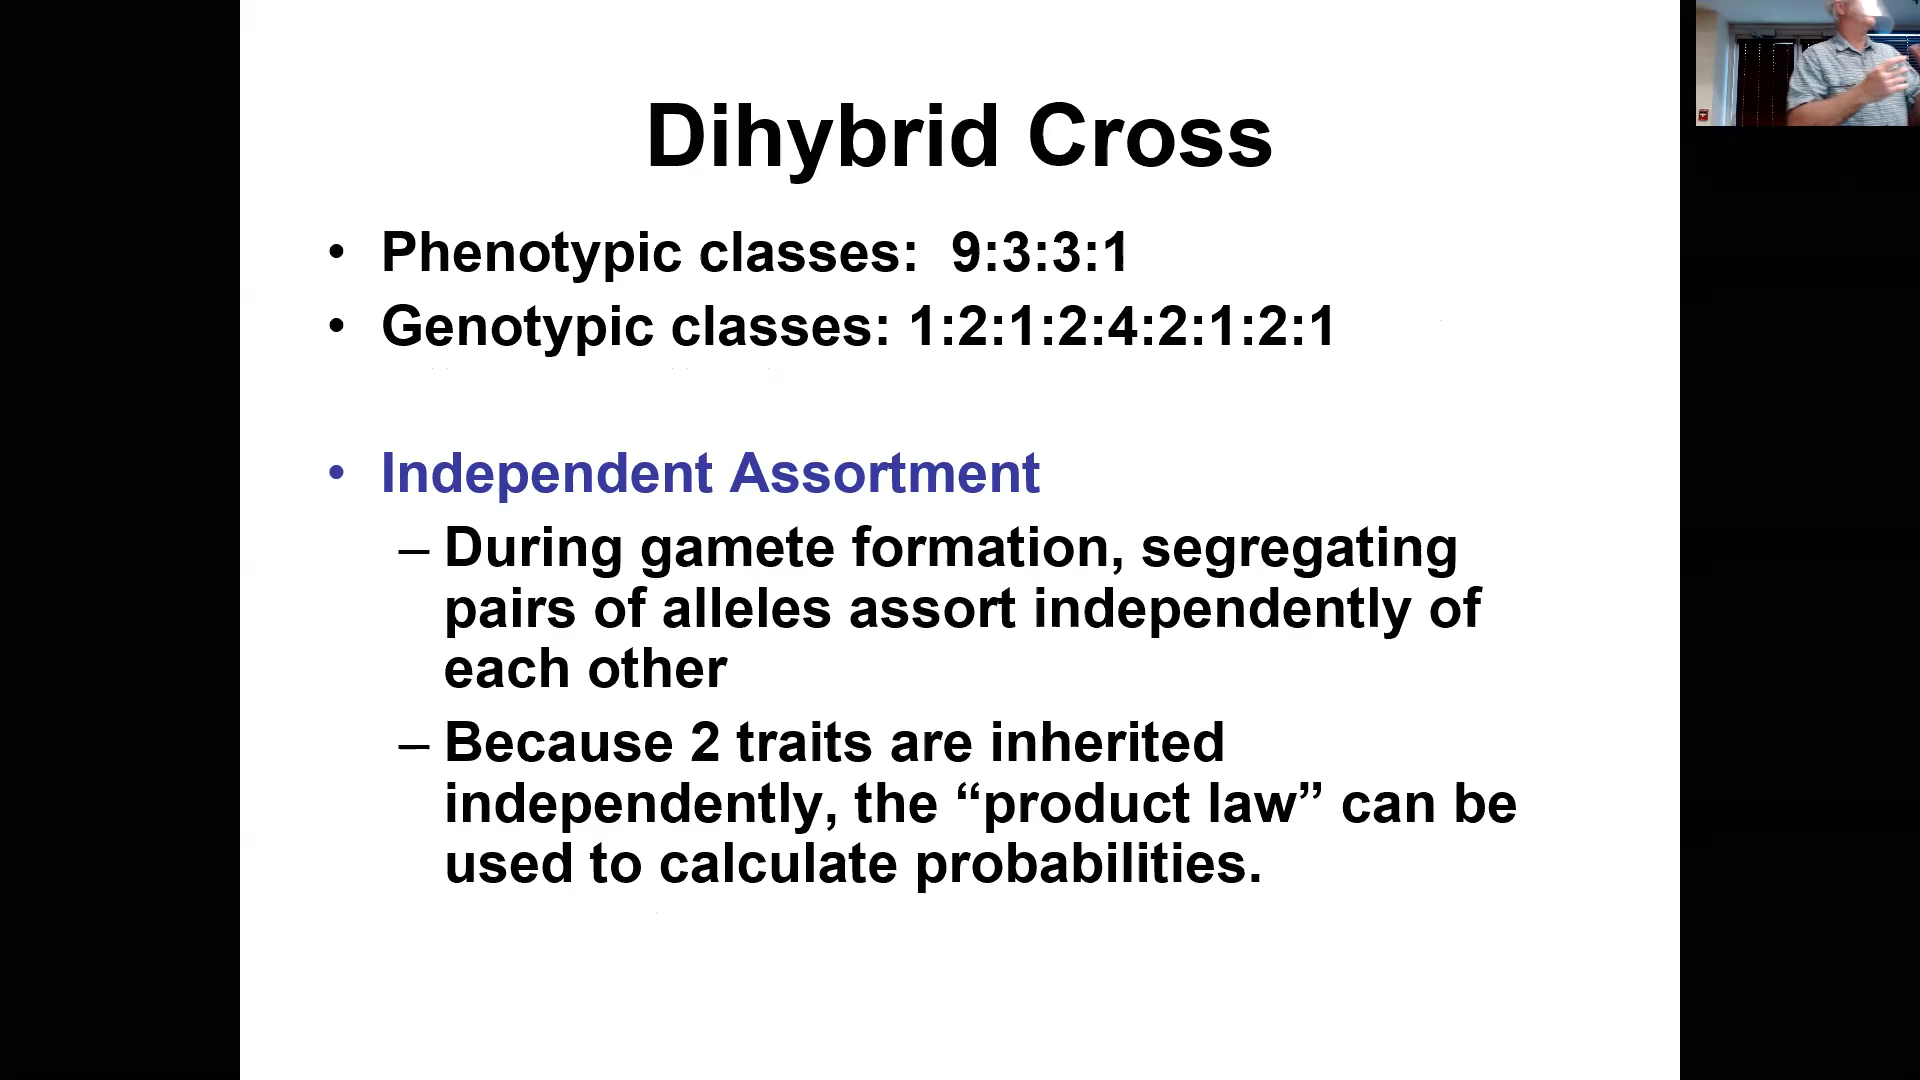 Dihybrid Cross
• Phenotypic classes:  9:3:3:1
• Genotypic classes: 1:2:1:2:4:2:1:2:1
• Independent Assortment
– During gamete formation, segregating
pairs of alleles assort independently of
each other
– Because 2 traits are inherited
independently, the “product law” can be
used to calculate probabilities.